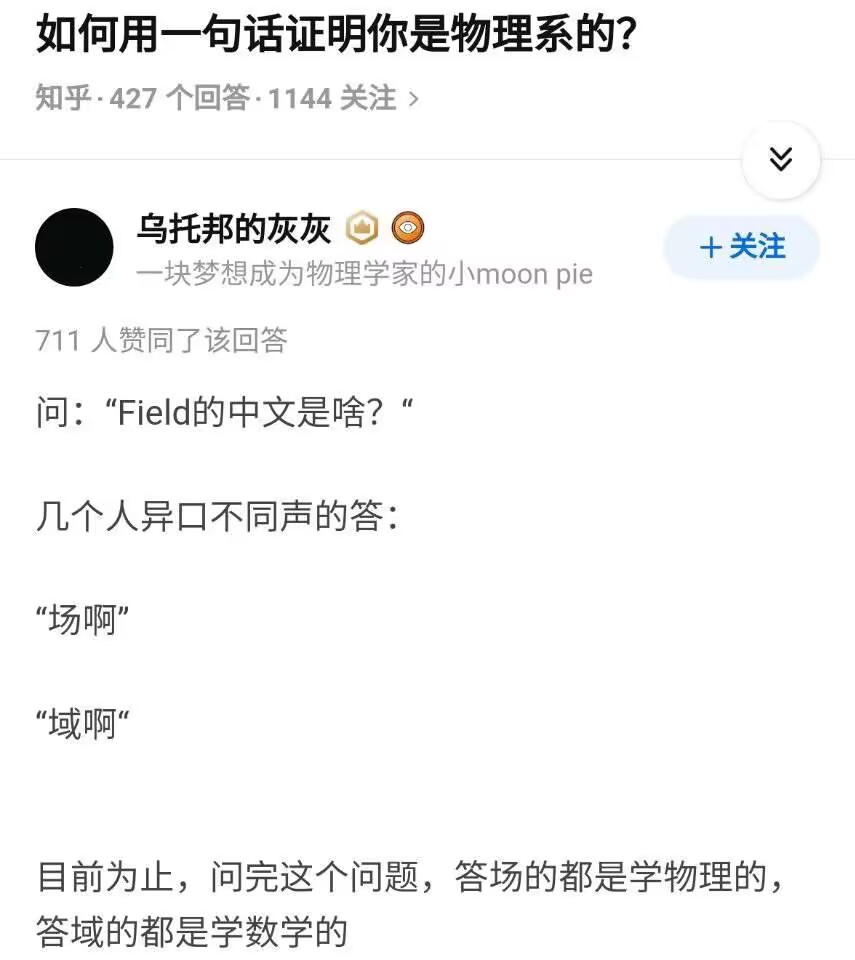 如何用一句话证明你是物理系的?
知乎·427 个回答·1144 关注 >
乌托邦的灰灰
一块梦想成为物理学家的小moon pie
+关注
711 人赞同了该回答
问：“Field的中文是啥？“
几个人异口不同声的答：
“场啊”
“域啊“
目前为止，问完这个问题，答场的都是学物理的，
答域的都是学数学的